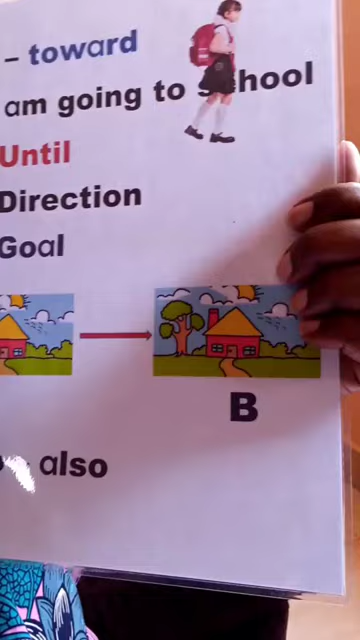 – toward
am going to school
Until
Direction
Goal
B
- also